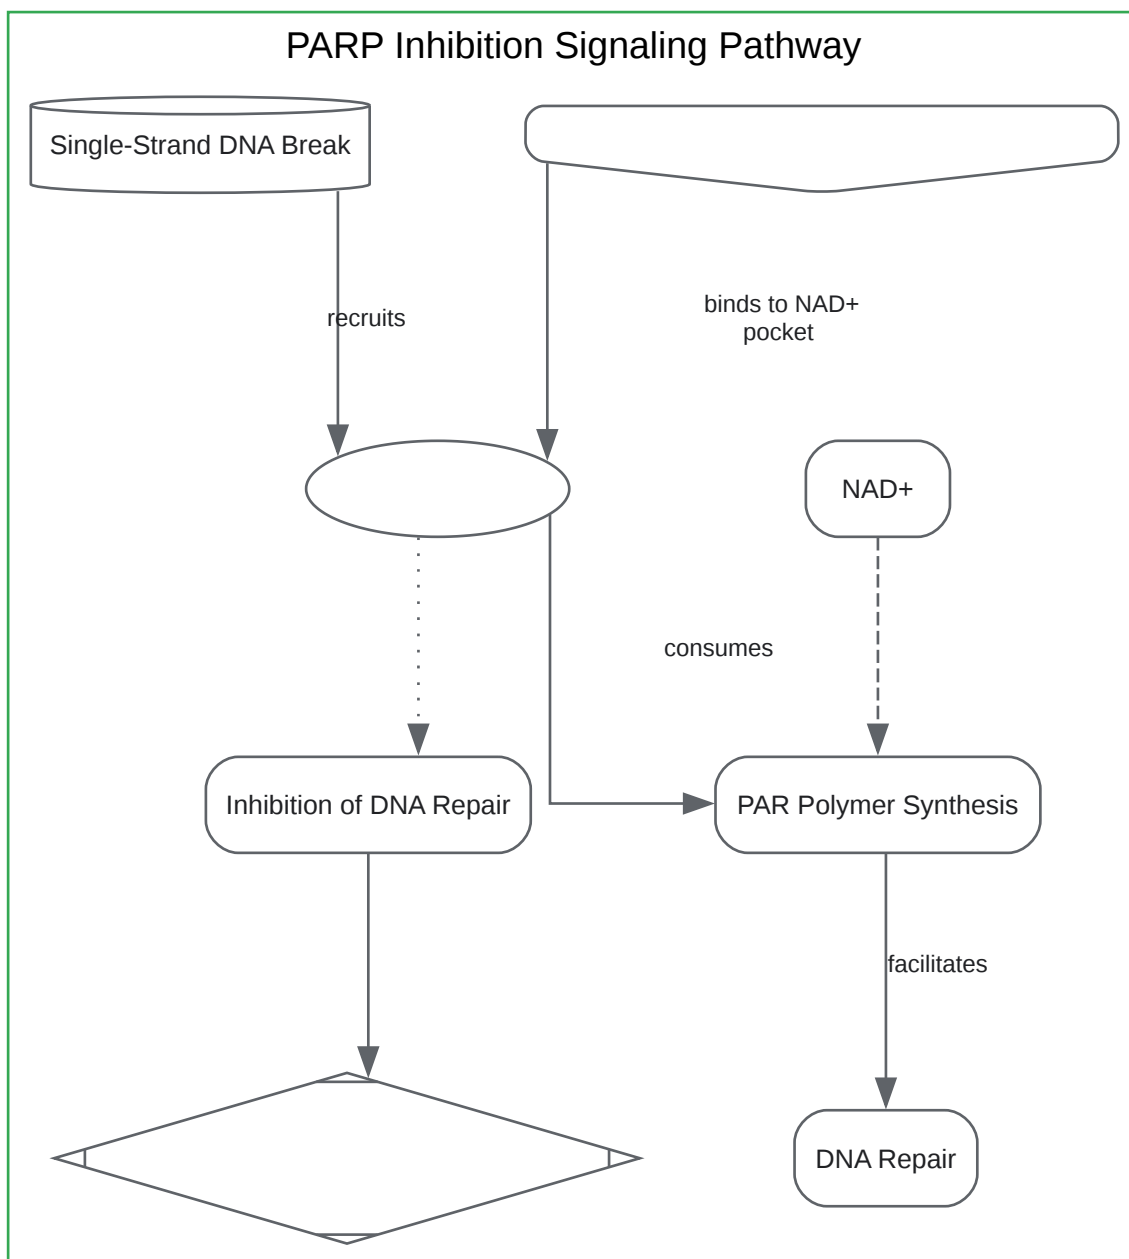 PARP Inhibition Signaling Pathway
Single-Strand DNA Break
recruits
binds to NAD+
pocket
NAD+
consumes
Inhibition of DNA Repair
PAR Polymer Synthesis
facilitates
DNA Repair